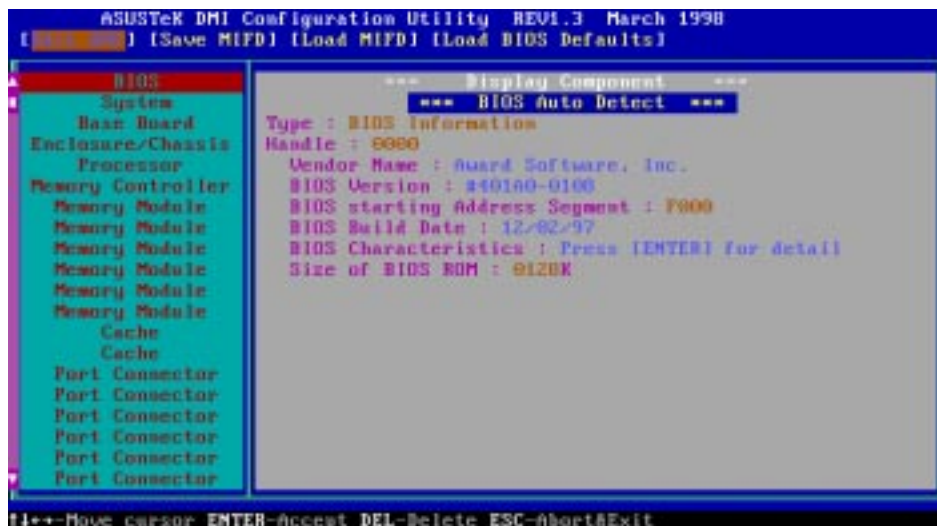 ASUSTeK DMI Configuration Utility REV1.3 March 1998
[ ] [Save MIFD] [Load MIFD] [Load BIOS Defaults]
BIOS
System
Base Board
Enclosure/Chassis
Processor
Memory Controller
Memory Module
Memory Module
Memory Module
Memory Module
Memory Module
Memory Module
Cache
Cache
Port Connector
Port Connector
Port Connector
Port Connector
Port Connector
Port Connector
*** Display Component ***
*** BIOS Auto Detect ***
Type : BIOS Information
Handle : 0000
Vendor Name : Award Software, Inc.
BIOS Version : #401A0-0108
BIOS starting Address Segment : F000
BIOS Build Date : 12/02/97
BIOS Characteristics : Press [ENTER] for detail
Size of BIOS ROM : 0128K
-Move cursor ENTER-Accept DEL-Delete ESC-Abort&Exit